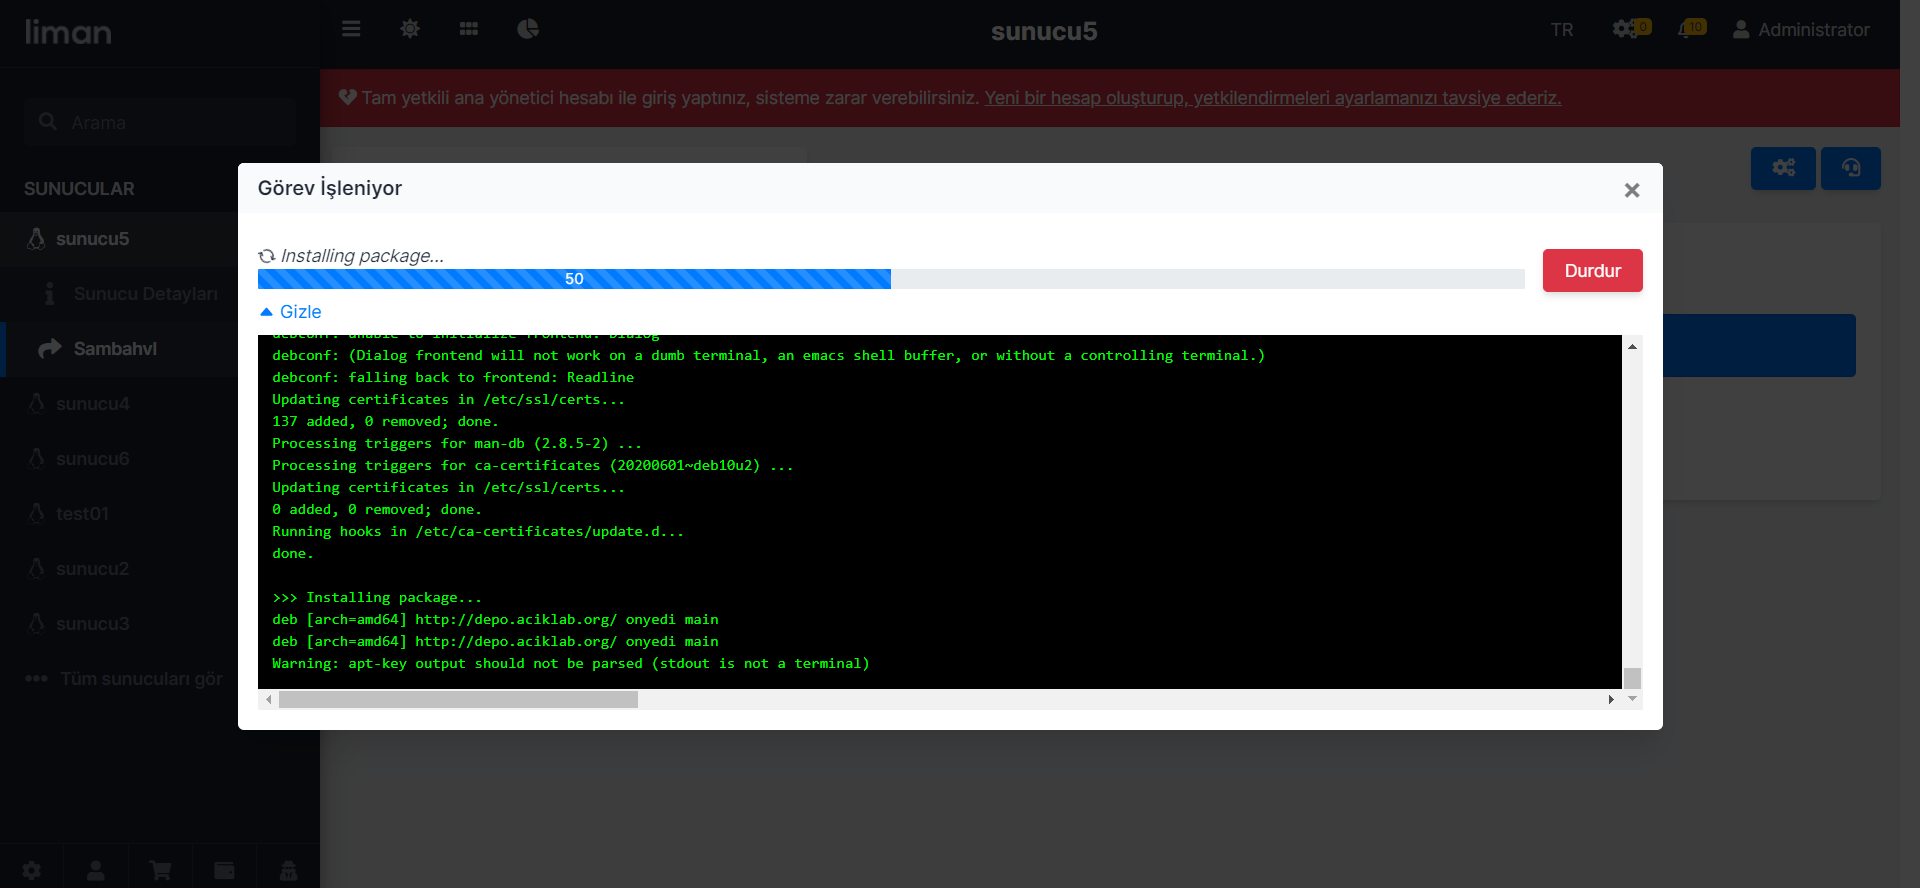 liman
sunucu5
TR
0
10
Administrator
Tam yetkili ana yönetici hesabı ile giriş yaptınız, sisteme zarar verebilirsiniz. Yeni bir hesap oluşturup, yetkilendirmeleri ayarlamanızı tavsiye ederiz.
Arama
SUNUCULAR
sunucu5
Sunucu Detayları
Sambahvl
sunucu4
sunucu6
test01
sunucu2
sunucu3
Tüm sunucuları gör
Görev İşleniyor
×
Installing package...
50
Durdur
Gizle
debconf: unable to initialize frontend: Dialog
debconf: (Dialog frontend will not work on a dumb terminal, an emacs shell buffer, or without a controlling terminal.)
debconf: falling back to frontend: Readline
Updating certificates in /etc/ssl/certs...
137 added, 0 removed; done.
Processing triggers for man-db (2.8.5-2) ...
Processing triggers for ca-certificates (20200601~deb10u2) ...
Updating certificates in /etc/ssl/certs...
0 added, 0 removed; done.
Running hooks in /etc/ca-certificates/update.d...
done.
>>> Installing package...
deb [arch=amd64] http://depo.aciklab.org/ onyedi main
deb [arch=amd64] http://depo.aciklab.org/ onyedi main
Warning: apt-key output should not be parsed (stdout is not a terminal)